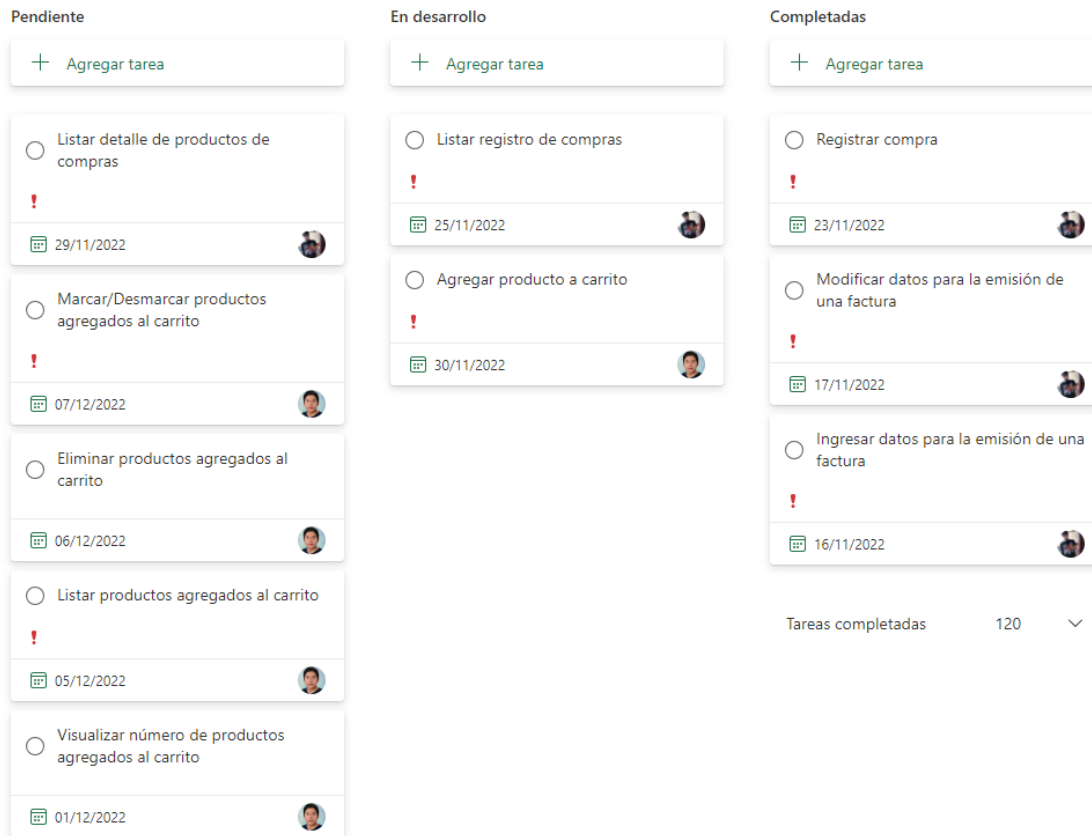 Pendiente
Agregar tarea
Listar detalle de productos de
compras
29/11/2022
Marcar/Desmarcar productos
agregados al carrito
07/12/2022
Eliminar productos agregados al
carrito
06/12/2022
Listar productos agregados al carrito
05/12/2022
Visualizar número de productos
agregados al carrito
01/12/2022
En desarrollo
Agregar tarea
Listar registro de compras
25/11/2022
Agregar producto a carrito
30/11/2022
Completadas
Agregar tarea
Registrar compra
23/11/2022
Modificar datos para la emisión de
una factura
17/11/2022
Ingresar datos para la emisión de una
factura
16/11/2022
Tareas completadas 120